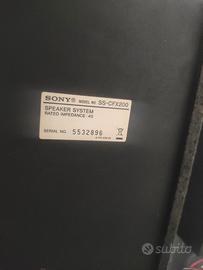 SONY® MODEL NO. SS-CFX200
SPEAKER SYSTEM
RATED IMPEDANCE 4Ω
SERIAL NO. 5532896
subito